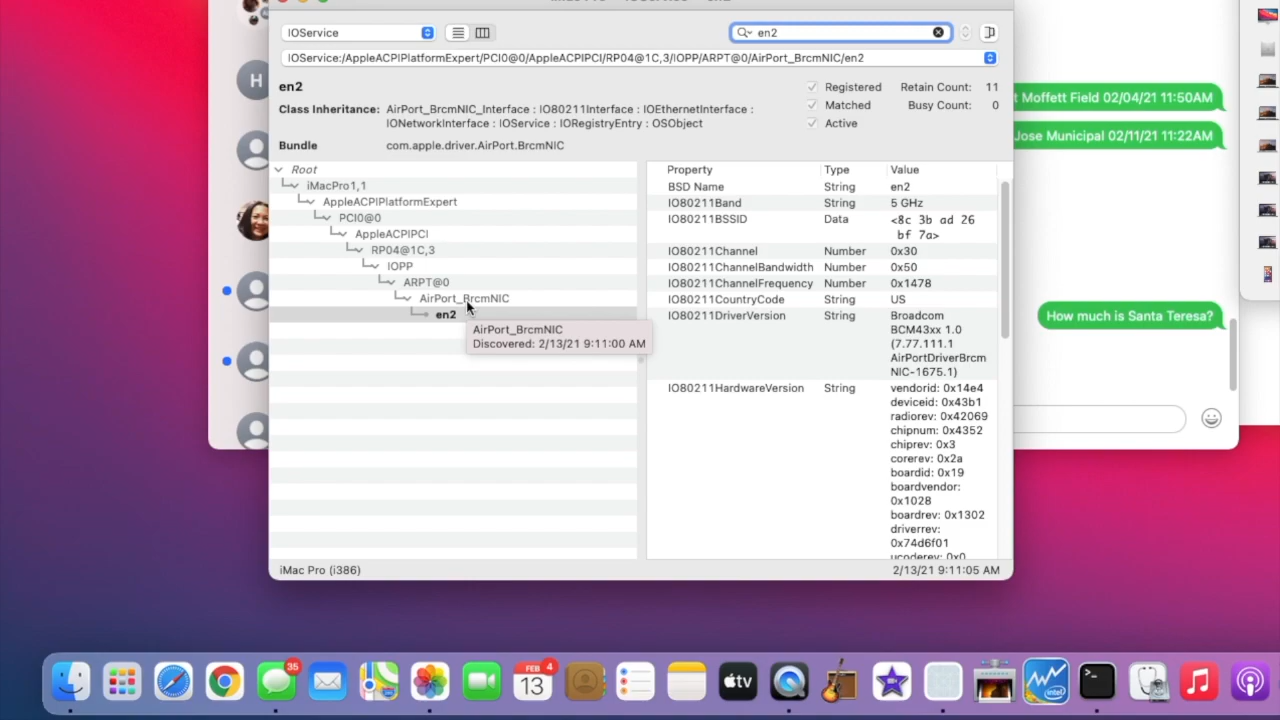 IOService
en2
IOService:/AppleACPIPlatformExpert/PCI0@0/AppleACPIPCI/RP04@1C,3/IOPP/ARPT@0/AirPort_BrcmNIC/en2
en2
Registered
Retain Count: 11
Class Inheritance: AirPort_BrcmNIC_Interface : IO80211Interface : IOEthernetInterface :
IONetworkInterface : IOService : IORegistryEntry : OSObject
Matched
Busy Count: 0
Active
Bundle com.apple.driver.AirPort.BrcmNIC
Root
iMacPro1,1
AppleACPIPlatformExpert
PCI0@0
AppleACPIPCI
RP04@1C,3
IOPP
ARPT@0
AirPort_BrcmNIC
en2
AirPort_BrcmNIC
Discovered: 2/13/21 9:11:00 AM
Property Type Value
BSD Name String en2
IO80211Band String 5 GHz
IO80211BSSID Data <8c 3b ad 26
bf 7a>
IO80211Channel Number 0x30
IO80211ChannelBandwidth Number 0x50
IO80211ChannelFrequency Number 0x1478
IO80211CountryCode String US
IO80211DriverVersion String Broadcom
BCM43xx 1.0
(7.77.111.1
AirPortDriverBrcm
NIC-1675.1)
IO80211HardwareVersion String vendorid: 0x14e4
deviceid: 0x43b1
radiorev: 0x42069
chipnum: 0x4352
chiprev: 0x3
corerev: 0x2a
boardid: 0x19
boardvendor:
0x1028
boardrev: 0x1302
driverrev:
0x74d6f01
ucoderev: 0x0
iMac Pro (i386)
2/13/21 9:11:05 AM
H
t Moffett Field 02/04/21 11:50AM
Jose Municipal 02/11/21 11:22AM
How much is Santa Teresa?
35
FEB
4
13
tv
intel
>_